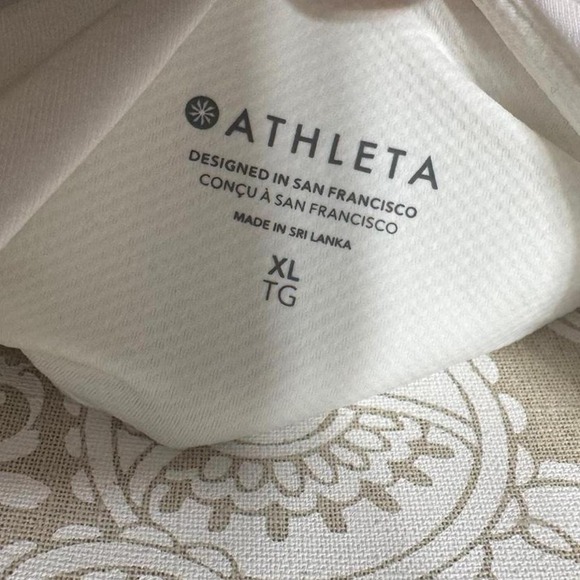 ATHLETA
DESIGNED IN SAN FRANCISCO
CONÇU À SAN FRANCISCO
MADE IN SRI LANKA
XL
TG